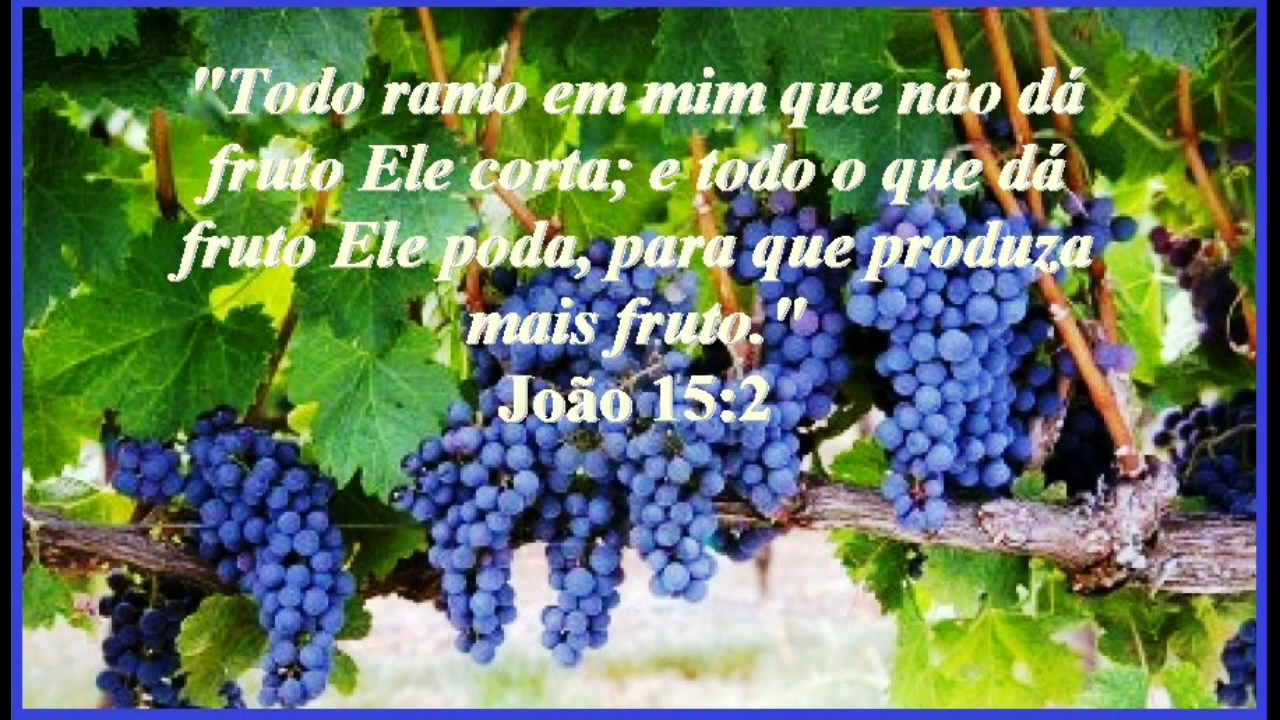 "Todo ramo em mim que não dá
fruto Ele corta; e todo o que dá
fruto Ele poda, para que produza
mais fruto."
João 15:2